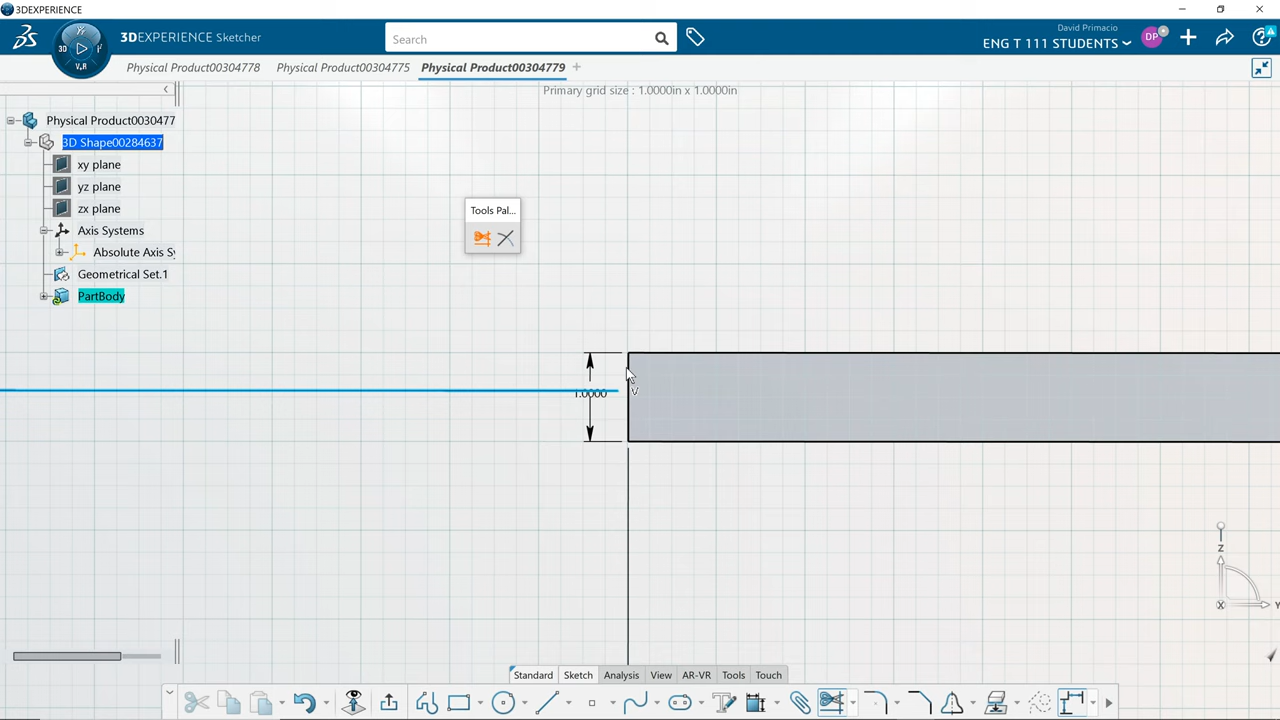 3DEXPERIENCE
3DEXPERIENCE Sketcher
Search
David Primacio
ENG T 111 STUDENTS
DP
3D
V.R
Physical Product00304778
Physical Product00304775
Physical Product00304779
Primary grid size : 1.0000in x 1.0000in
Physical Product0030477
3D Shape00284637
xy plane
yz plane
zx plane
Axis Systems
Absolute Axis Sy
Geometrical Set.1
PartBody
Tools Pal...
1.0000
V
Z
X
Y
Standard
Sketch
Analysis
View
AR-VR
Tools
Touch